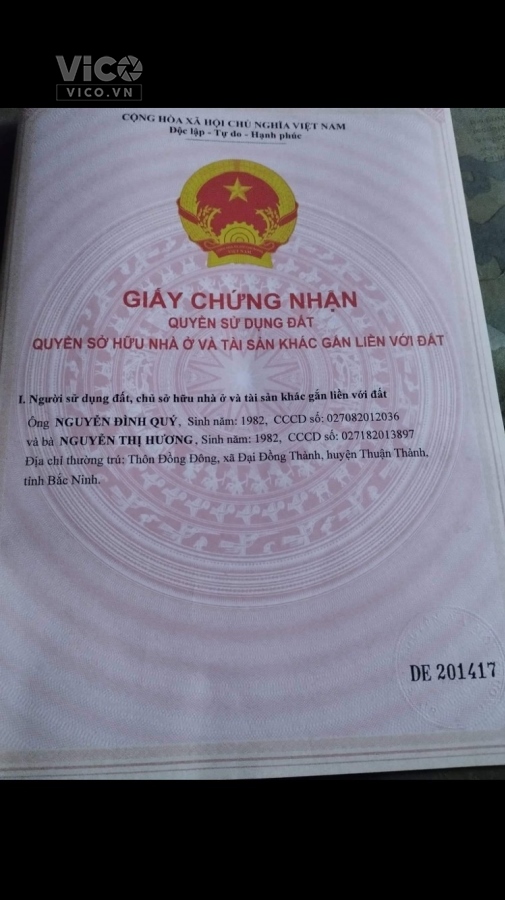 ViCO
VICO.VN
CỘNG HÒA XÃ HỘI CHỦ NGHĨA VIỆT NAM
Độc lập - Tự do - Hạnh phúc
GIẤY CHỨNG NHẬN
QUYỀN SỬ DỤNG ĐẤT
QUYỀN SỞ HỮU NHÀ Ở VÀ TÀI SẢN KHÁC GẮN LIỀN VỚI ĐẤT
I. Người sử dụng đất, chủ sở hữu nhà ở và tài sản khác gắn liền với đất
Ông NGUYỄN ĐÌNH QUÝ, Sinh năm: 1982, CCCD số: 027082012036
và bà NGUYỄN THỊ HƯƠNG, Sinh năm: 1982, CCCD số: 027182013897
Địa chỉ thường trú: Thôn Đồng Đông, xã Đại Đồng Thành, huyện Thuận Thành,
tỉnh Bắc Ninh.
DE 201417